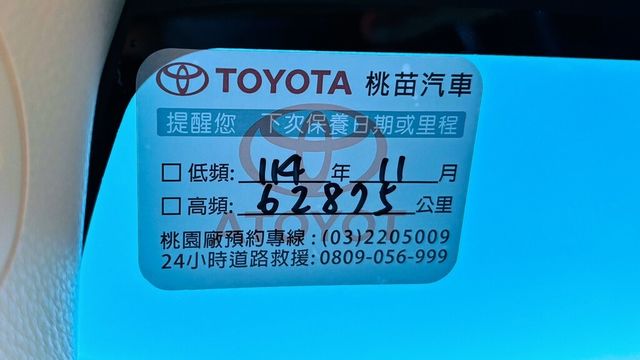 TOYOTA 桃苗汽車
提醒您 下次保養日期或里程
□ 低頻: 114 年 11 月
□ 高頻: 62875 公里
桃園廠預約專線:(03)2205009
24小時道路救援:0809-056-999